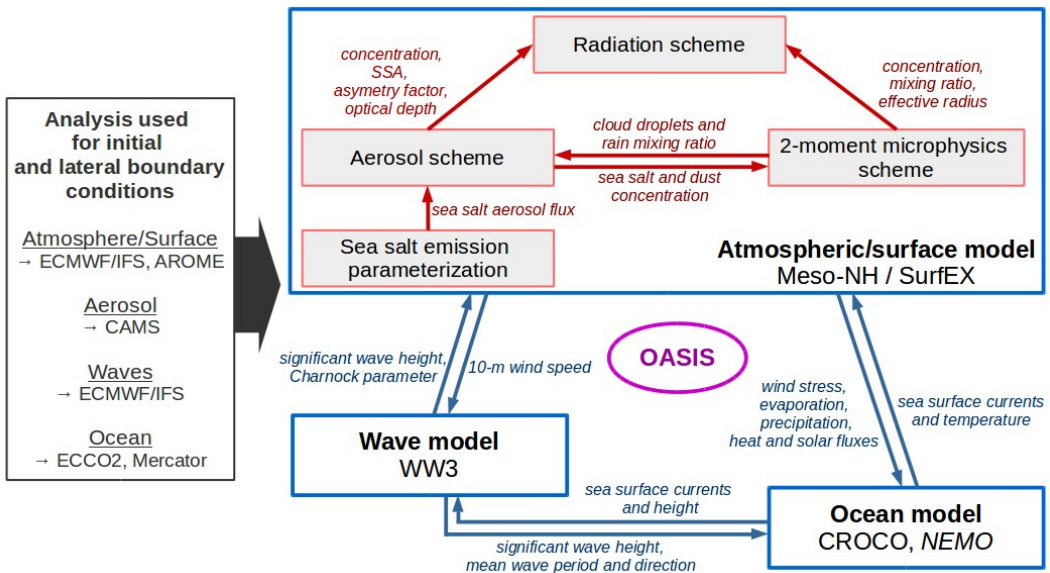 Analysis used
for initial
and lateral boundary
conditions
Atmosphere/Surface
→ ECMWF/IFS, AROME
Aerosol
→ CAMS
Waves
→ ECMWF/IFS
Ocean
→ ECCO2, Mercator
Radiation scheme
concentration,
SSA,
asymetry factor,
optical depth
concentration,
mixing ratio,
effective radius
Aerosol scheme
cloud droplets and
rain mixing ratio
sea salt and dust
concentration
2-moment microphysics
scheme
sea salt aerosol flux
Sea salt emission
parameterization
Atmospheric/surface model
Meso-NH / SurfEX
significant wave height,
Charnock parameter
10-m wind speed
OASIS
wind stress,
evaporation,
precipitation,
heat and solar fluxes
sea surface currents
and temperature
Wave model
WW3
sea surface currents
and height
significant wave height,
mean wave period and direction
Ocean model
CROCO, NEMO